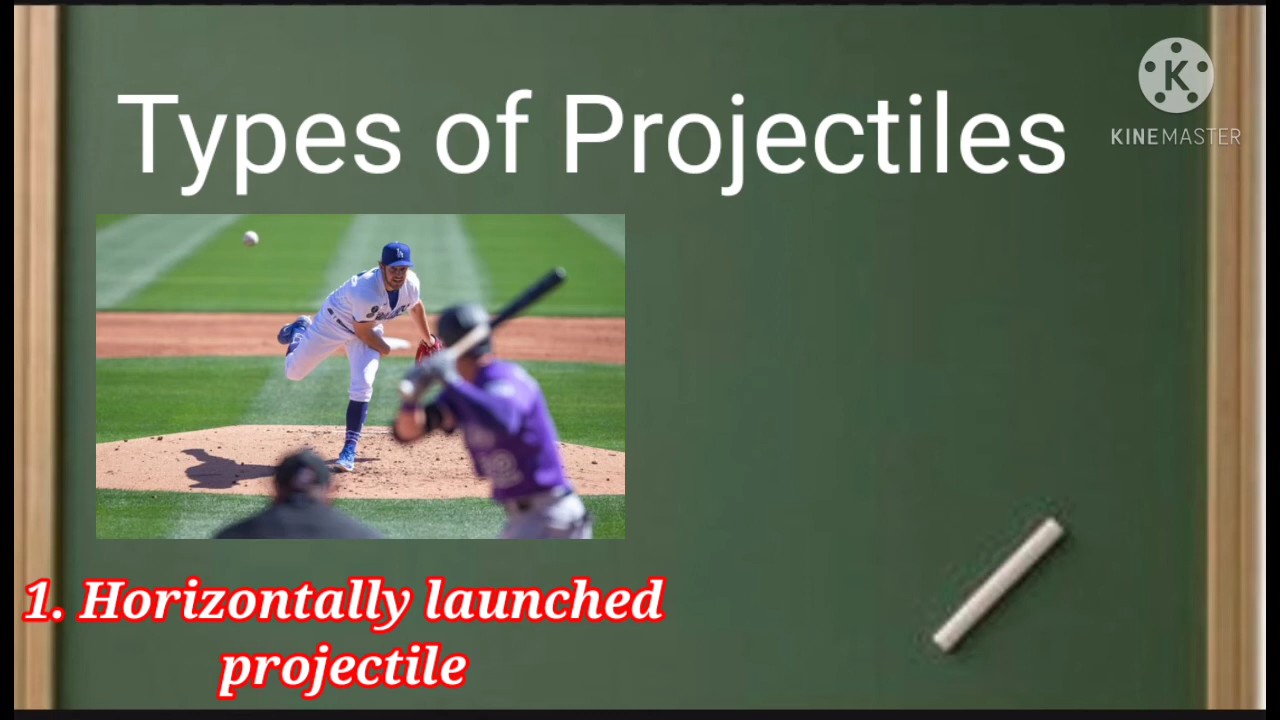 Types of Projectiles
K
KINEMASTER
1. Horizontally launched
projectile